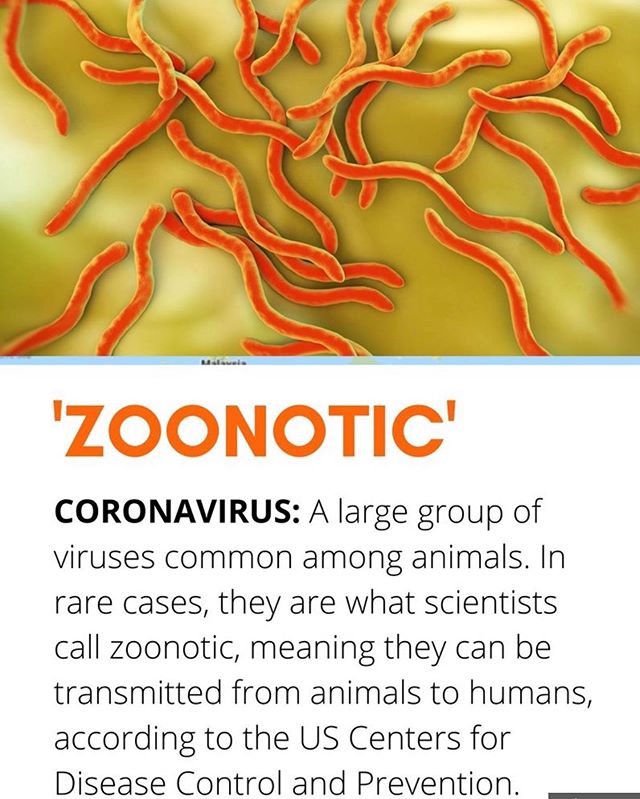 Malaysia
'ZOONOTIC'
CORONAVIRUS: A large group of
viruses common among animals. In
rare cases, they are what scientists
call zoonotic, meaning they can be
transmitted from animals to humans,
according to the US Centers for
Disease Control and Prevention.